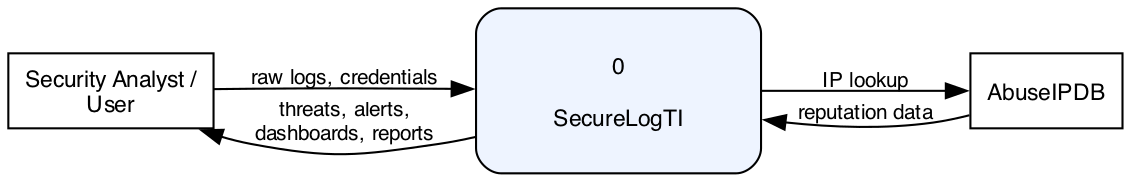 Security Analyst /
User
raw logs, credentials
threats, alerts,
dashboards, reports
0
SecureLogTI
IP lookup
reputation data
AbuseIPDB